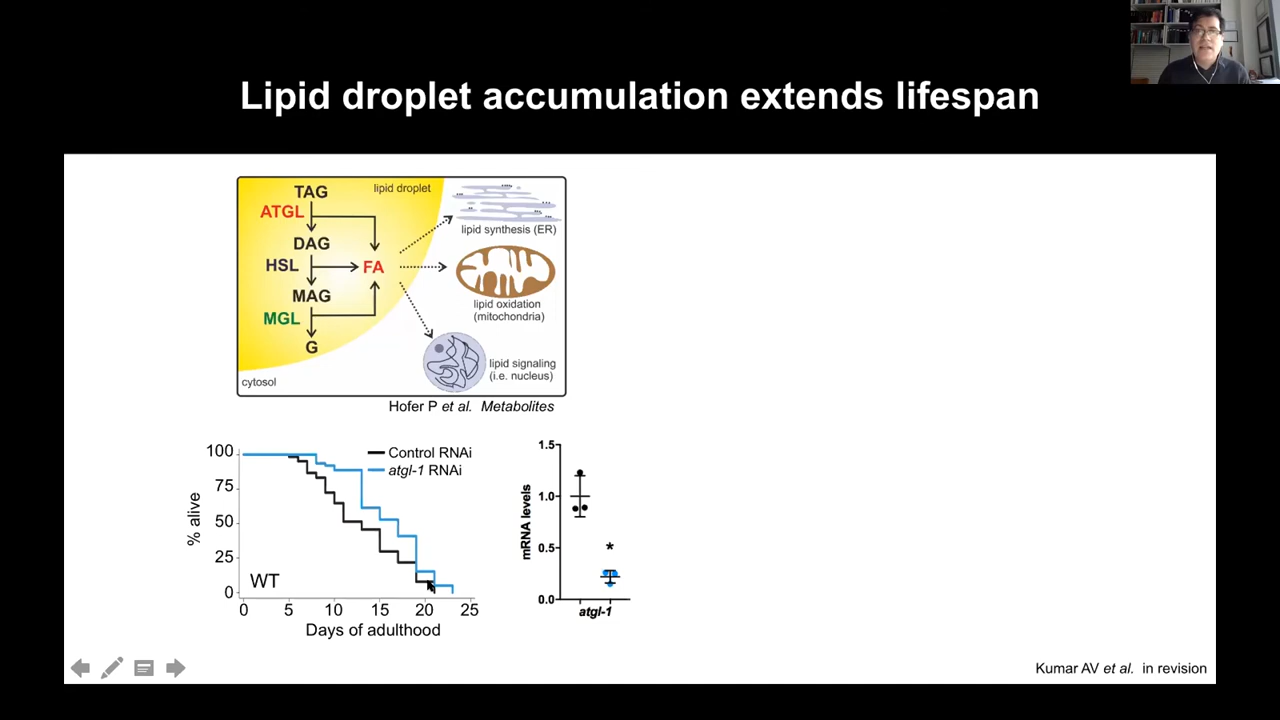 Lipid droplet accumulation extends lifespan
TAG
lipid droplet
ATGL
DAG
HSL
FA
MAG
MGL
G
cytosol
lipid synthesis (ER)
lipid oxidation
(mitochondria)
lipid signaling
(i.e. nucleus)
Hofer P et al. Metabolites
100
75
50
25
0
% alive
Control RNAi
atgl-1 RNAi
WT
0 5 10 15 20 25
Days of adulthood
1.5
1.0
0.5
0.0
mRNA levels
*
atgl-1
Kumar AV et al. in revision